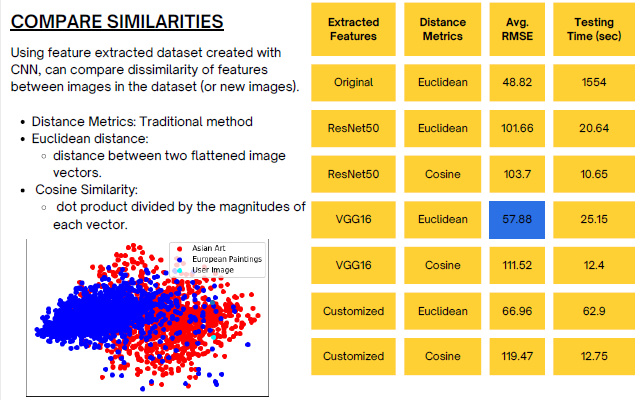 COMPARE SIMILARITIES
Using feature extracted dataset created with
CNN, can compare dissimilarity of features
between images in the dataset (or new images).
• Distance Metrics: Traditional method
• Euclidean distance:
○ distance between two flattened image
vectors.
• Cosine Similarity:
○ dot product divided by the magnitudes of
each vector.
Asian Art
European Paintings
User Image
Extracted Features Distance Metrics Avg. RMSE Testing Time (sec)
Original Euclidean 48.82 1554
ResNet50 Euclidean 101.66 20.64
ResNet50 Cosine 103.7 10.65
VGG16 Euclidean 57.88 25.15
VGG16 Cosine 111.52 12.4
Customized Euclidean 66.96 62.9
Customized Cosine 119.47 12.75